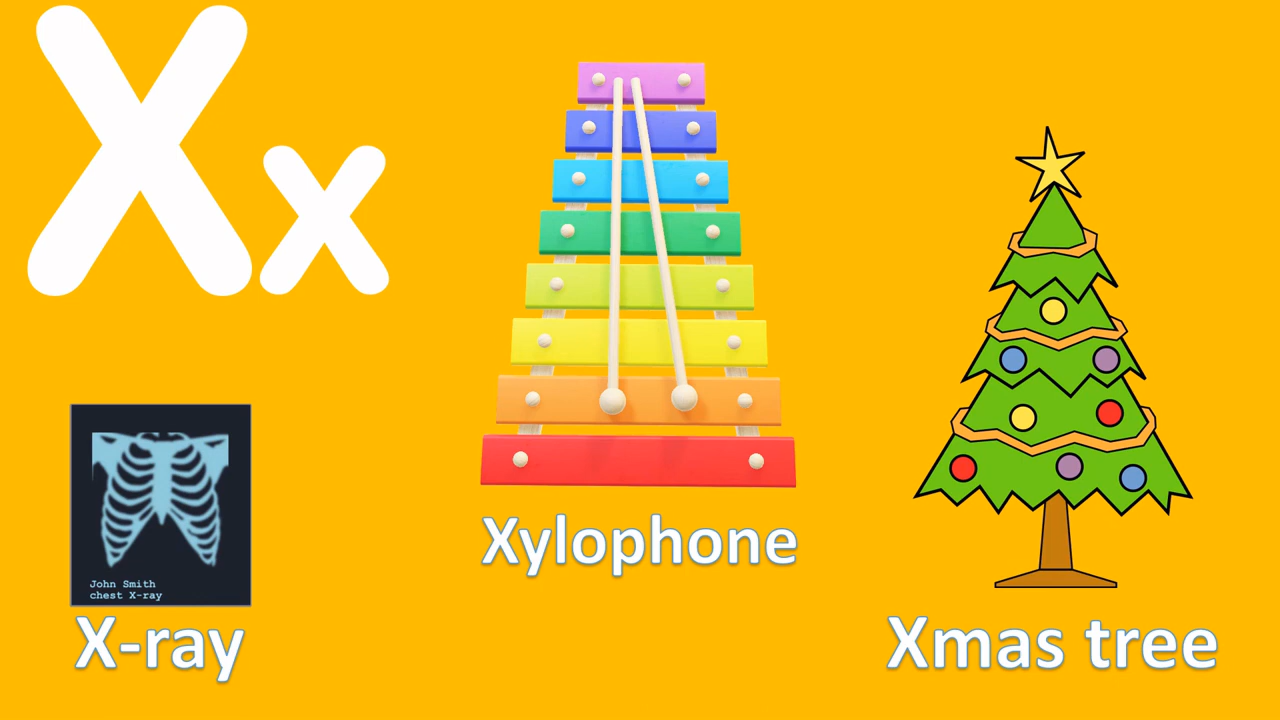 Xx
Xylophone
John Smith
chest X-ray
X-ray
Xmas tree